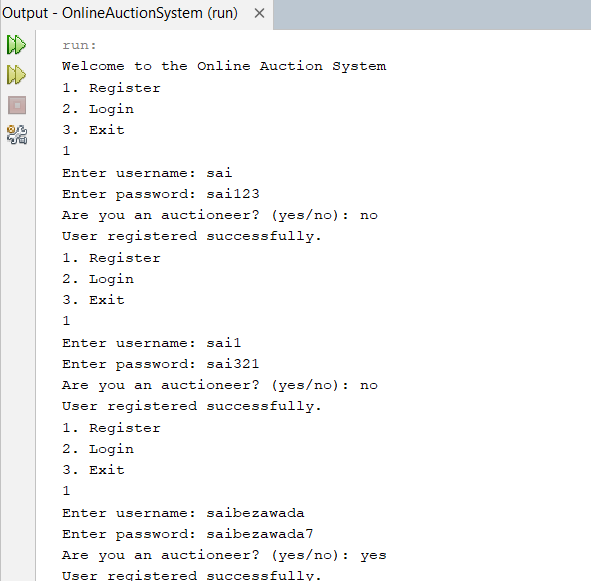 Output - OnlineAuctionSystem (run)
run:
Welcome to the Online Auction System
1. Register
2. Login
3. Exit
1
Enter username: sai
Enter password: sai123
Are you an auctioneer? (yes/no): no
User registered successfully.
1. Register
2. Login
3. Exit
1
Enter username: sai1
Enter password: sai321
Are you an auctioneer? (yes/no): no
User registered successfully.
1. Register
2. Login
3. Exit
1
Enter username: saibezawada
Enter password: saibezawada7
Are you an auctioneer? (yes/no): yes
User registered successfully.